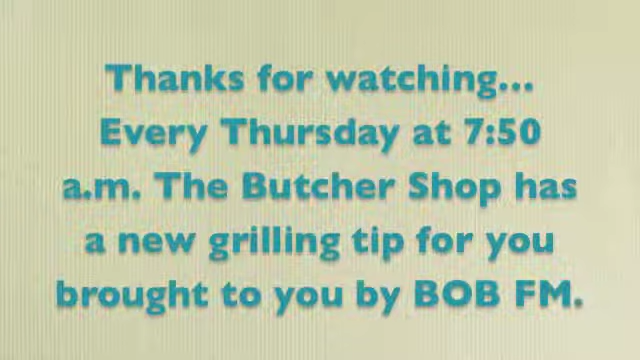 Thanks for watching...
Every Thursday at 7:50
a.m. The Butcher Shop has
a new grilling tip for you
brought to you by BOB FM.